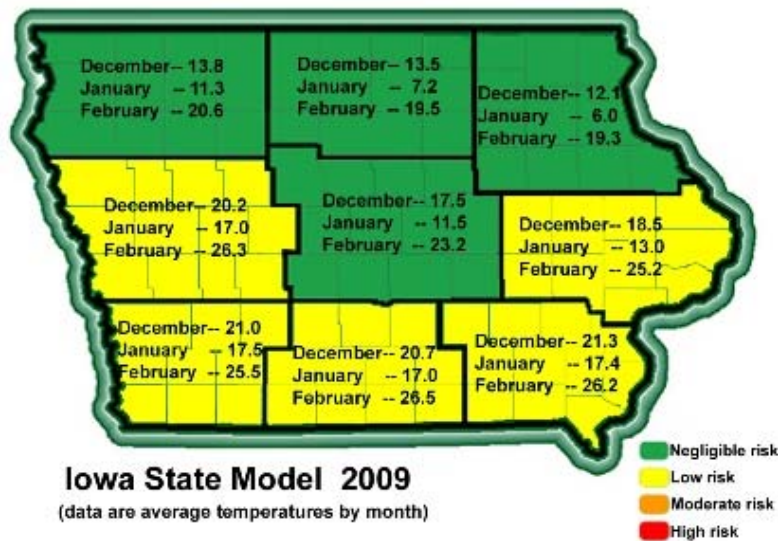 December-- 13.8
January -- 11.3
February -- 20.6
December-- 13.5
January -- 7.2
February -- 19.5
December-- 12.1
January -- 6.0
February -- 19.3
December-- 20.2
January -- 17.0
February -- 26.3
December-- 17.5
January -- 11.5
February -- 23.2
December-- 18.5
January -- 13.0
February -- 25.2
December-- 21.0
January -- 17.5
February -- 25.5
December-- 20.7
January -- 17.0
February -- 26.5
December-- 21.3
January -- 17.4
February -- 26.2
Iowa State Model 2009
(data are average temperatures by month)
Negligible risk
Low risk
Moderate risk
High risk